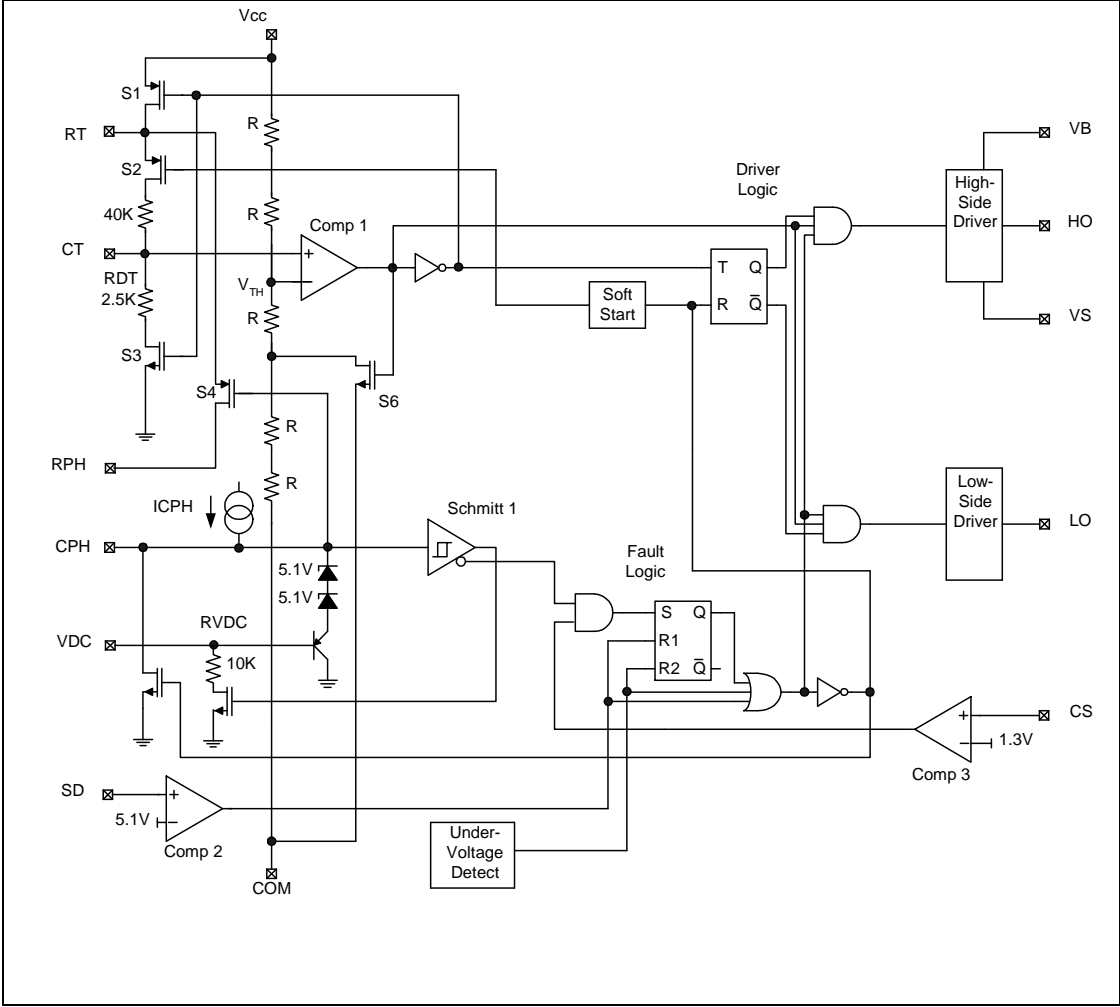 Vcc
S1
RT
R
VB
S2
Driver
Logic
High-
Side
Driver
40K
R
Comp 1
HO
CT
+
RDT
2.5K
V TH
−
T Q
Soft
Start
R Q̅
R
VS
S3
S4
S6
R
RPH
R
Low-
Side
Driver
ICPH
Schmitt 1
LO
CPH
Fault
Logic
5.1V
5.1V
VDC
RVDC
10K
S Q
R1
R2 Q̅
CS
+
−
1.3V
Comp 3
SD
+
5.1V
−
Comp 2
Under-
Voltage
Detect
COM